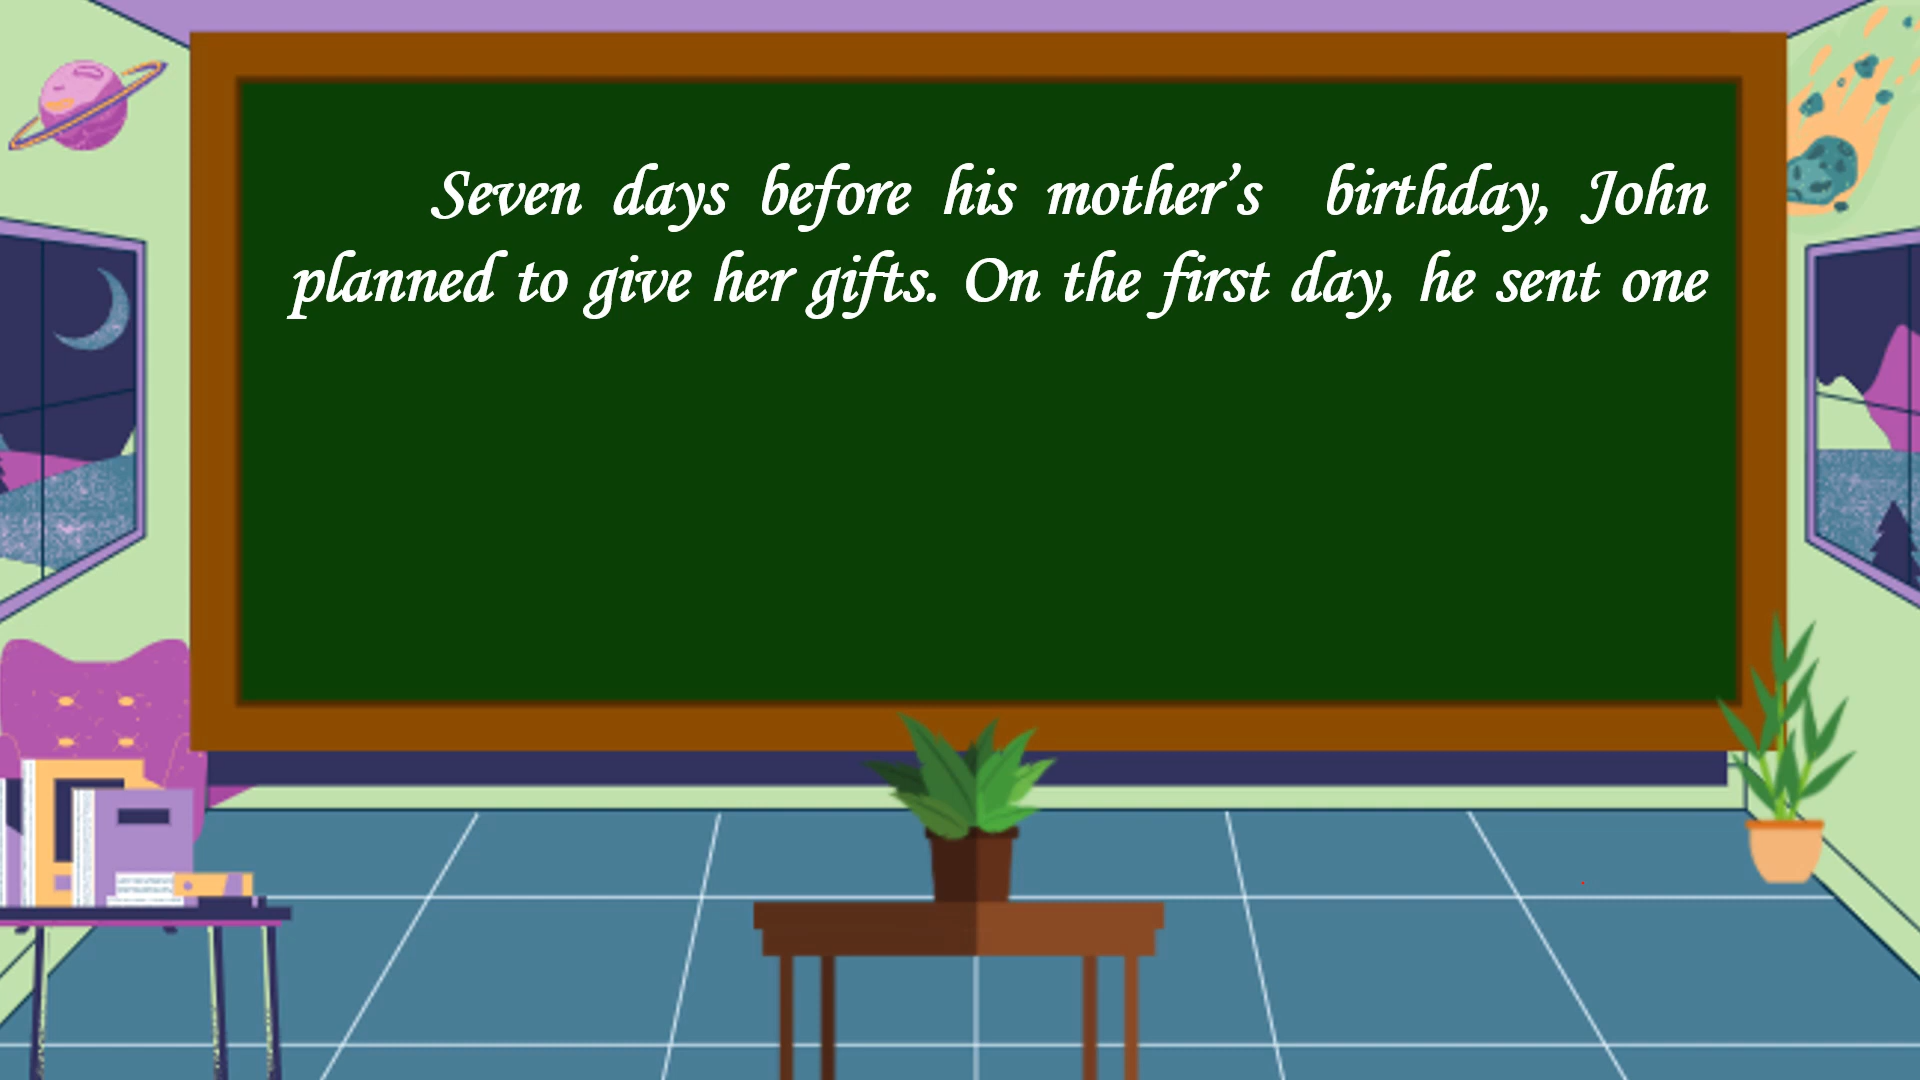 Seven days before his mother’s birthday, John
planned to give her gifts. On the first day, he sent one